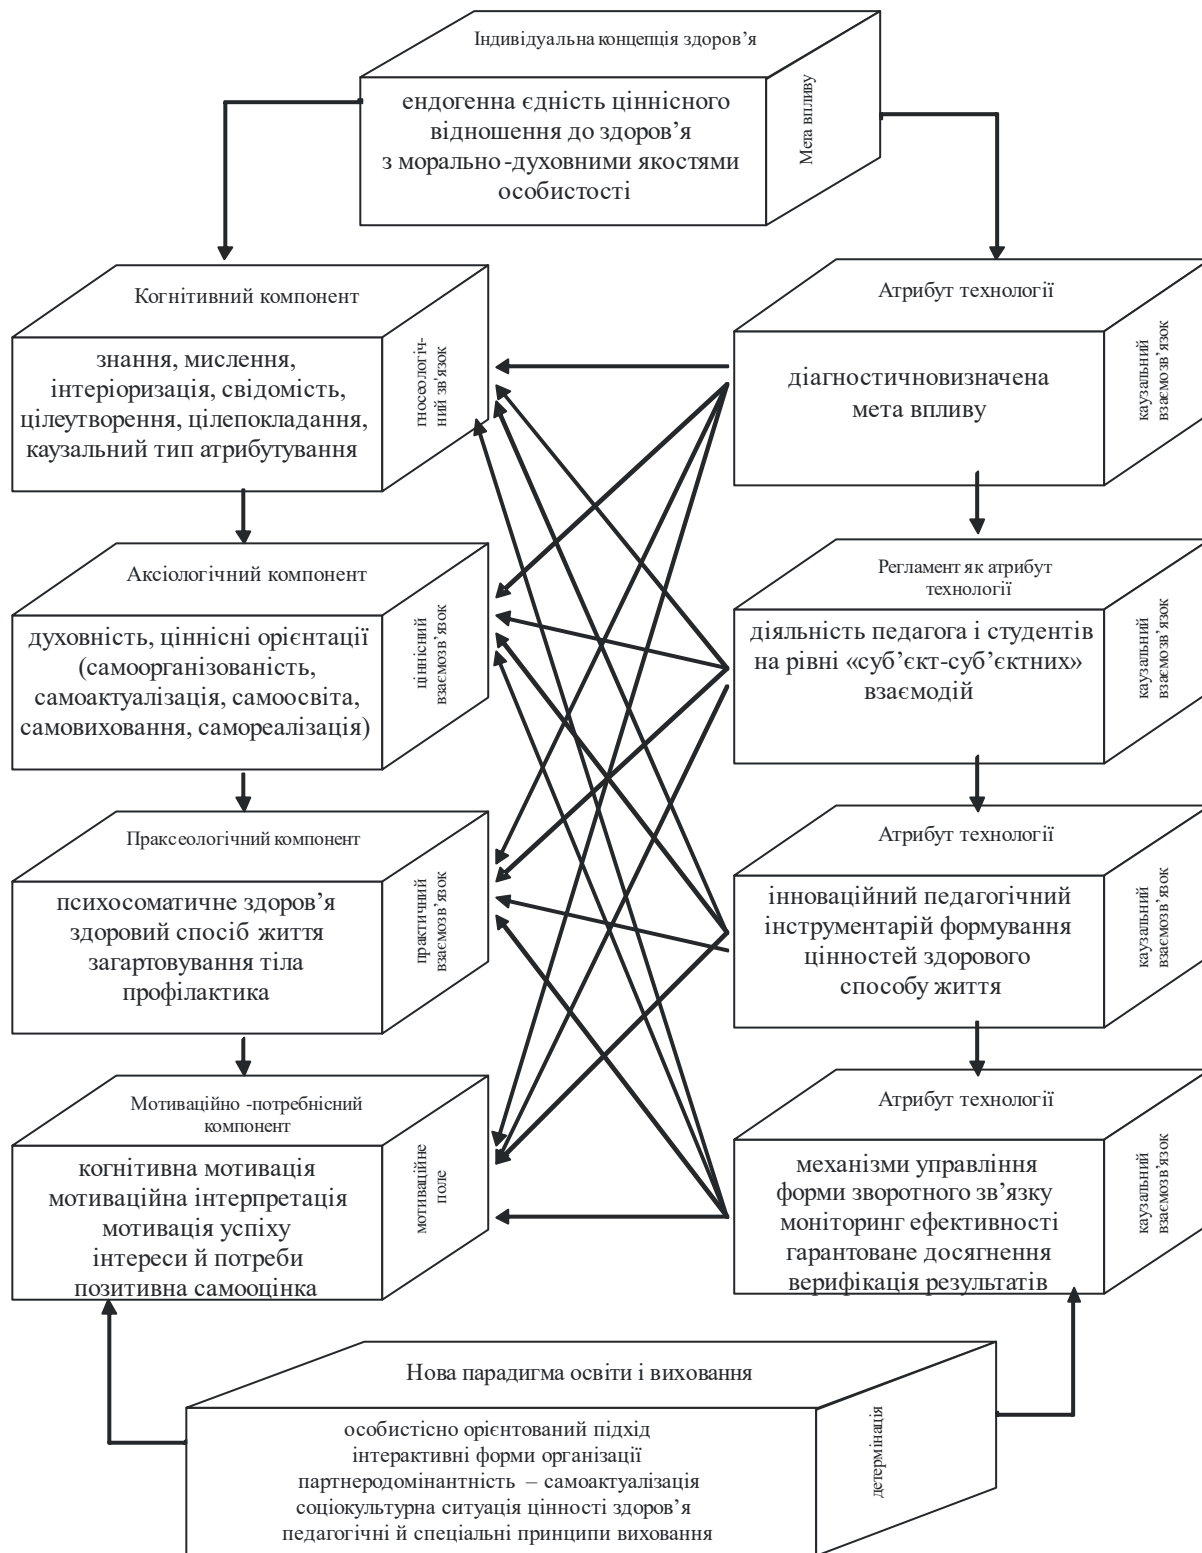 Індивідуальна концепція здоров’я
ендогенна єдність ціннісного
відношення до здоров’я
з морально -духовними якостями
особистості
Мета впливу
Когнітивний компонент
знання, мислення,
інтеріоризація, свідомість,
цілеутворення, цілепокладання,
каузальний тип атрибутування
гносеологіч-
ний зв'язок
Атрибут технології
діагностичновизначена
мета впливу
каузальний
взаємозв’язок
Аксіологічний компонент
духовність, ціннісні орієнтації
(самоорганізованість,
самоактуалізація, самоосвіта,
самовиховання, самореалізація)
ціннісний
взаємозв’язок
Регламент як атрибут
технології
діяльність педагога і студентів
на рівні «суб’єкт-суб’єктних»
взаємодій
каузальний
взаємозв’язок
Праксеологічний компонент
психосоматичне здоров’я
здоровий спосіб життя
загартовування тіла
профілактика
практичний
взаємозв’язок
Атрибут технології
інноваційний педагогічний
інструментарій формування
цінностей здорового
способу життя
каузальний
взаємозв’язок
Мотиваційно -потребнісний
компонент
когнітивна мотивація
мотиваційна інтерпретація
мотивація успіху
інтереси й потреби
позитивна самооцінка
мотиваційне
поле
Атрибут технології
механізми управління
форми зворотного зв’язку
моніторинг ефективності
гарантоване досягнення
верифікація результатів
каузальний
взаємозв’язок
Нова парадигма освіти і виховання
особистісно орієнтований підхід
інтерактивні форми організації
партнеродомінантність – самоактуалізація
соціокультурна ситуація цінності здоров’я
педагогічні й спеціальні принципи виховання
детермінація